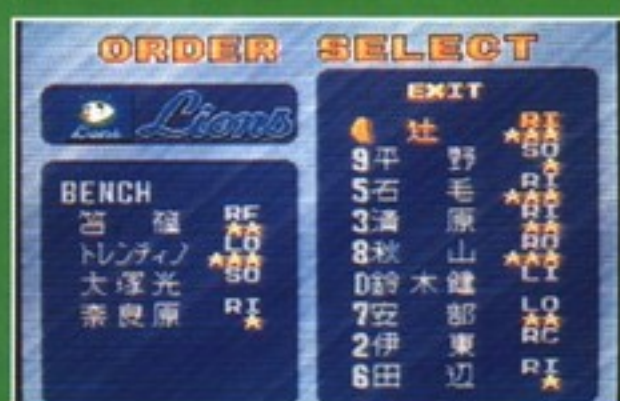 ORDER SELECT
Lions
Lions
BENCH
笘 篠 RF ★★
トレンティノ LO ★★★
大塚光 SO
奈良原 RI ★
EXIT
辻 RI ★★★
9平 野 SO ★
5石 毛 RI ★★★
3清 原 RI ★★
8秋 山 RO ★★★
D鈴木健 LI
7安 部 LO ★★
2伊 東 RC
6田 辺 RI ★